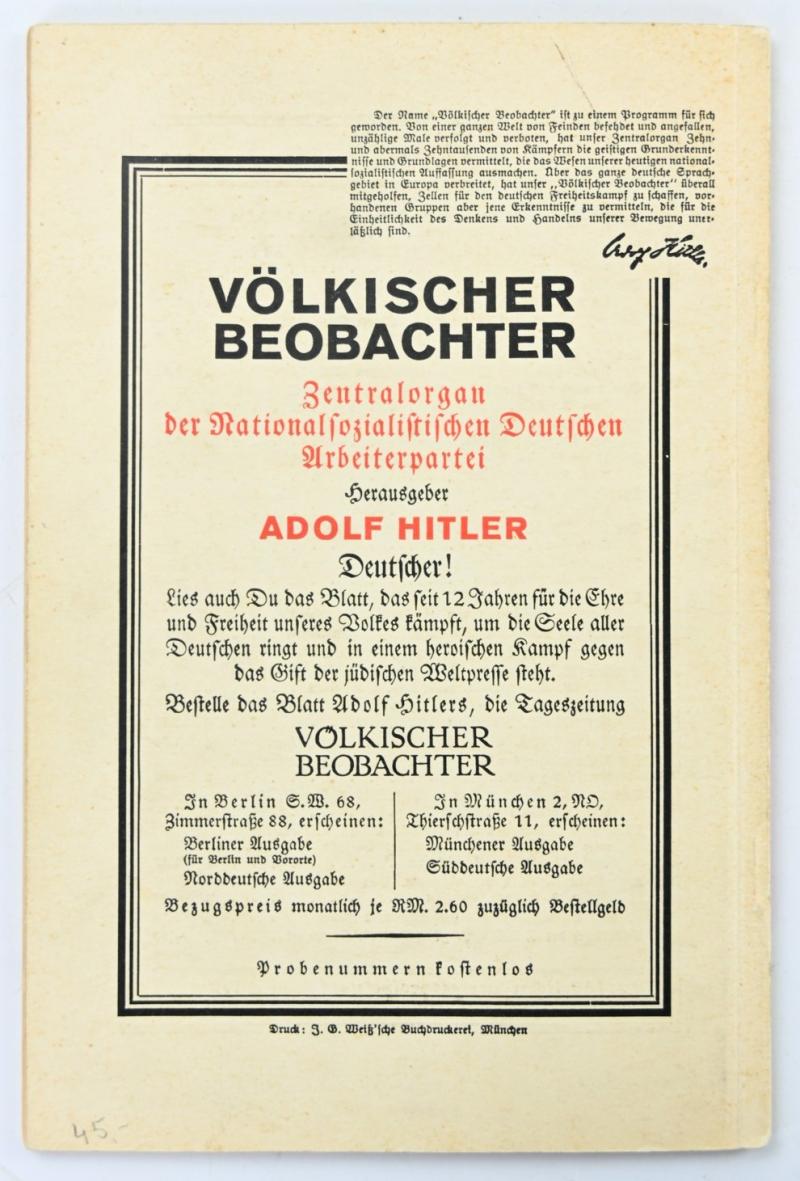 Der Name „Völkischer Beobachter" ist zu einem Programm für sich
geworden. Von einer ganzen Welt von Feinden befehdet und angefallen,
unzählige Male verfolgt und verboten, hat unser Zentralorgan Zehn-
und abermals Zehntausenden von Kämpfern die geistigen Grunderkennt-
nisse und Grundlagen vermittelt, die das Wesen unserer heutigen national-
sozialistischen Auffassung ausmachen. Über das ganze deutsche Sprach-
gebiet in Europa verbreitet, hat unser „Völkischer Beobachter" überall
mitgeholfen, Zellen für den deutschen Freiheitskampf zu schaffen, vor-
handenen Gruppen aber jene Erkenntnisse zu vermitteln, die für die
Einheitlichkeit des Denkens und Handelns unserer Bewegung uner-
läßlich sind.
Adolf Hitler.
VÖLKISCHER
BEOBACHTER
Zentralorgan
der Nationalsozialistischen Deutschen
Arbeiterpartei
Herausgeber
ADOLF HITLER
Deutscher!
Lies auch Du das Blatt, das seit 12 Jahren für die Ehre
und Freiheit unseres Volkes kämpft, um die Seele aller
Deutschen ringt und in einem heroischen Kampf gegen
das Gift der jüdischen Weltpresse steht.
Bestelle das Blatt Adolf Hitlers, die Tageszeitung
VÖLKISCHER
BEOBACHTER
In Berlin S.W. 68,
Zimmerstraße 88, erscheinen:
Berliner Ausgabe
(für Berlin und Vororte)
Norddeutsche Ausgabe
In München 2, NO,
Thierschstraße 11, erscheinen:
Münchener Ausgabe
Süddeutsche Ausgabe
Bezugspreis monatlich je RM. 2.60 zuzüglich Bestellgeld
Probenummern kostenlos
Druck: J. G. Weiß'sche Buchdruckerei, München
45.-